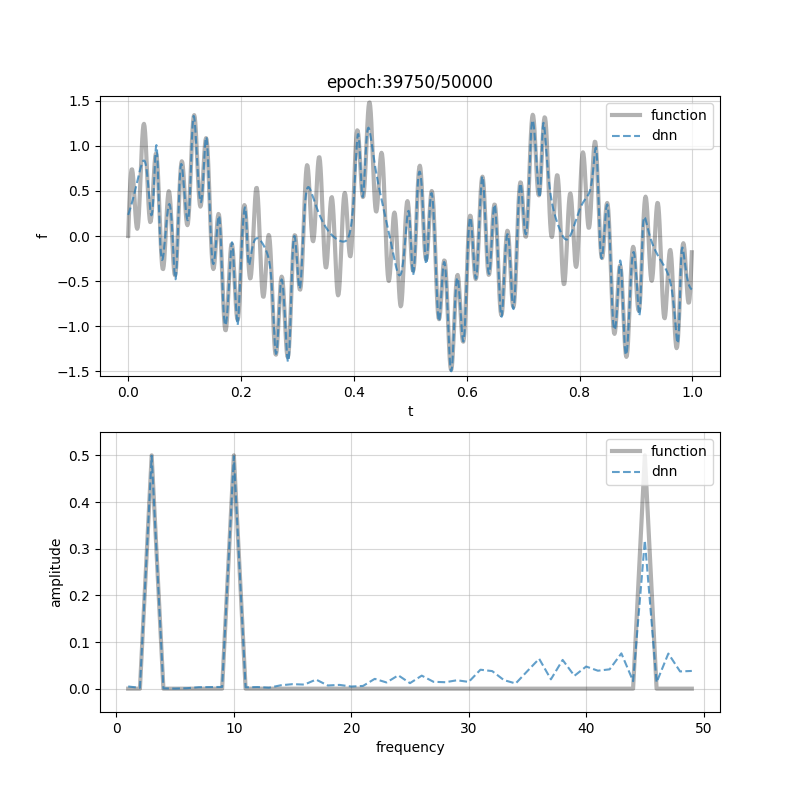 epoch:39750/50000
function
dnn
f
1.5
1.0
0.5
0.0
−0.5
−1.0
−1.5
0.0 0.2 0.4 0.6 0.8 1.0
t
function
dnn
amplitude
0.5
0.4
0.3
0.2
0.1
0.0
0 10 20 30 40 50
frequency